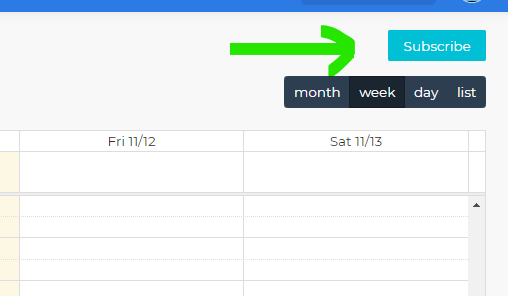 Subscribe
month week day list
Fri 11/12 Sat 11/13